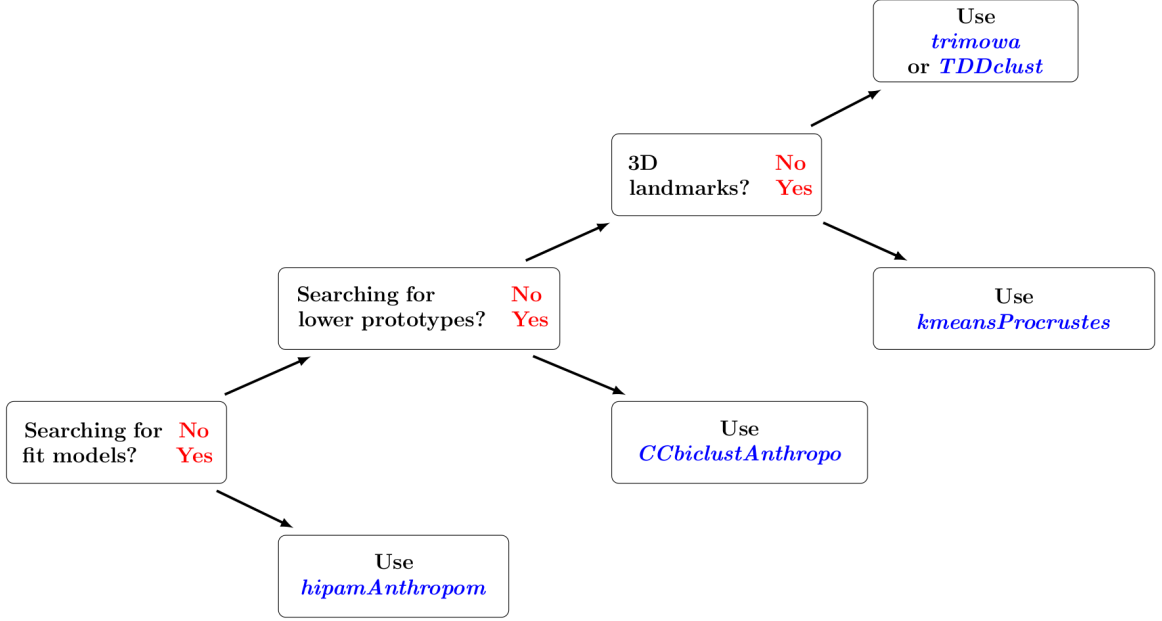 Use
trimowa
or TDDclust
3D No
landmarks? Yes
Searching for No
lower prototypes? Yes
Use
kmeansProcrustes
Searching for No
fit models? Yes
Use
CCbiclustAnthropo
Use
hipamAnthropom